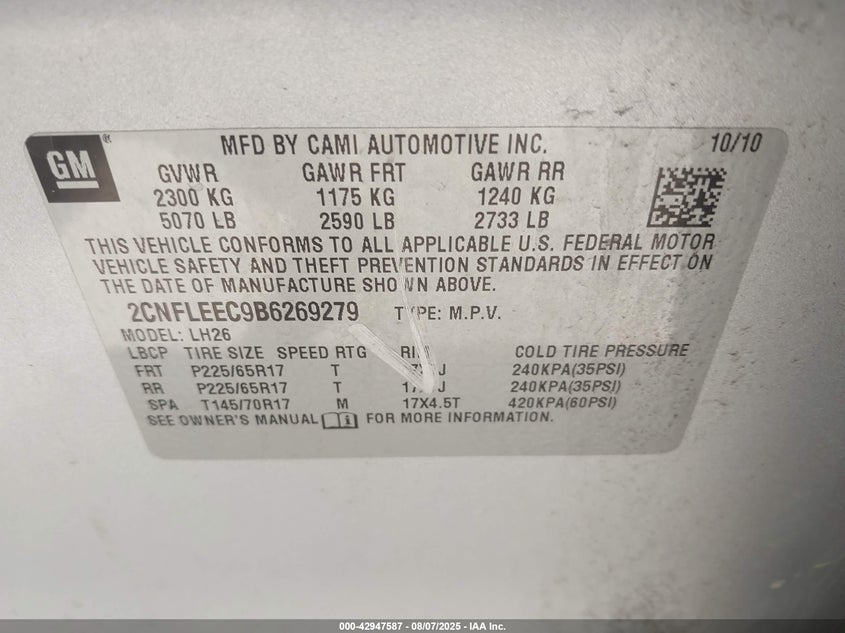 GM
MFD BY CAMI AUTOMOTIVE INC. 10/10
GVWR GAWR FRT GAWR RR
2300 KG 1175 KG 1240 KG
5070 LB 2590 LB 2733 LB
THIS VEHICLE CONFORMS TO ALL APPLICABLE U.S. FEDERAL MOTOR
VEHICLE SAFETY AND THEFT PREVENTION STANDARDS IN EFFECT ON
THE DATE OF MANUFACTURE SHOWN ABOVE.
2CNFLEEC9B6269279 TYPE: M.P.V.
MODEL: LH26
LBCP TIRE SIZE SPEED RTG RIM COLD TIRE PRESSURE
FRT P225/65R17 T 240KPA(35PSI)
RR P225/65R17 T 240KPA(35PSI)
SPA T145/70R17 M 17X4.5T 420KPA(60PSI)
SEE OWNER'S MANUAL FOR MORE INFORMATION.
000-42947587 - 08/07/2025 - IAA Inc.